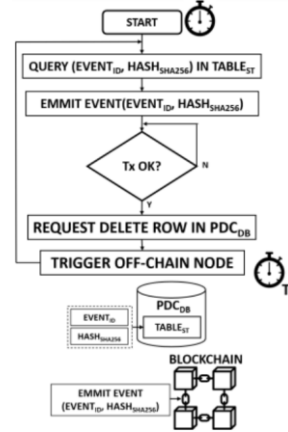 START
QUERY (EVENT_ID, HASH_SHA256) IN TABLE_ST
EMMIT EVENT(EVENT_ID, HASH_SHA256)
Tx OK?
N
Y
REQUEST DELETE ROW IN PDC_DB
TRIGGER OFF-CHAIN NODE
T
PDC_DB
EVENT_ID
TABLE_ST
HASH_SHA256
BLOCKCHAIN
EMMIT EVENT
(EVENT_ID, HASH_SHA256)